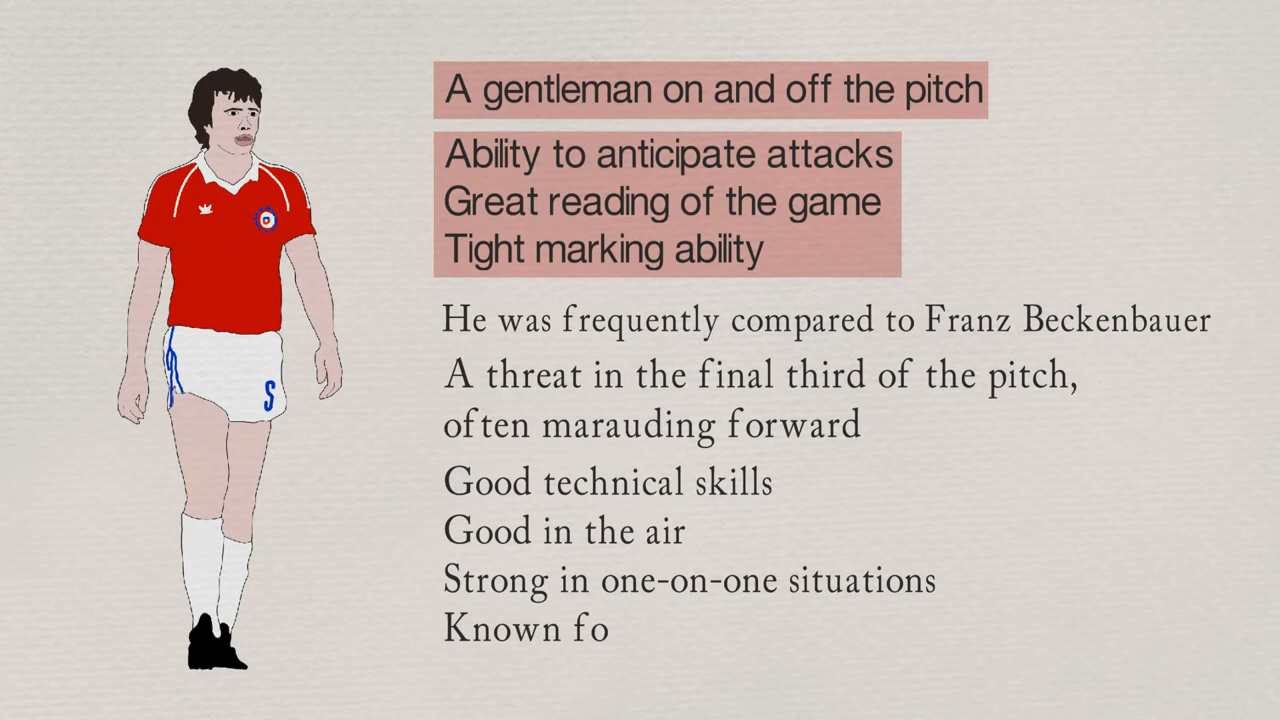 A gentleman on and off the pitch
Ability to anticipate attacks
Great reading of the game
Tight marking ability
He was frequently compared to Franz Beckenbauer
A threat in the final third of the pitch,
often marauding forward
Good technical skills
Good in the air
Strong in one-on-one situations
Known fo
S